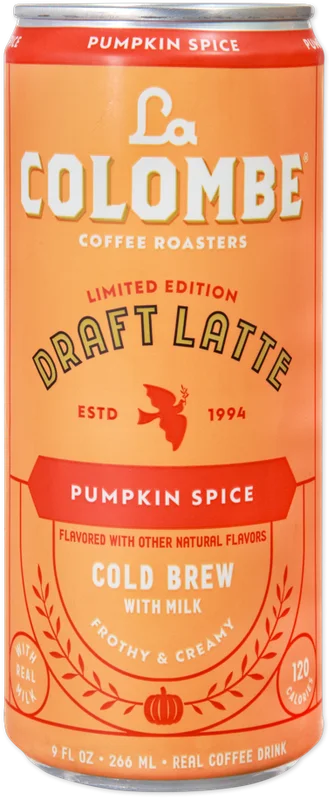 PUMPKIN SPICE
La
COLOMBE®
COFFEE ROASTERS
LIMITED EDITION
DRAFT LATTE
ESTD 1994
PUMPKIN SPICE
FLAVORED WITH OTHER NATURAL FLAVORS
COLD BREW
WITH MILK
FROTHY & CREAMY
WITH REAL MILK
120 CALORIES
9 FL OZ • 266 ML • REAL COFFEE DRINK